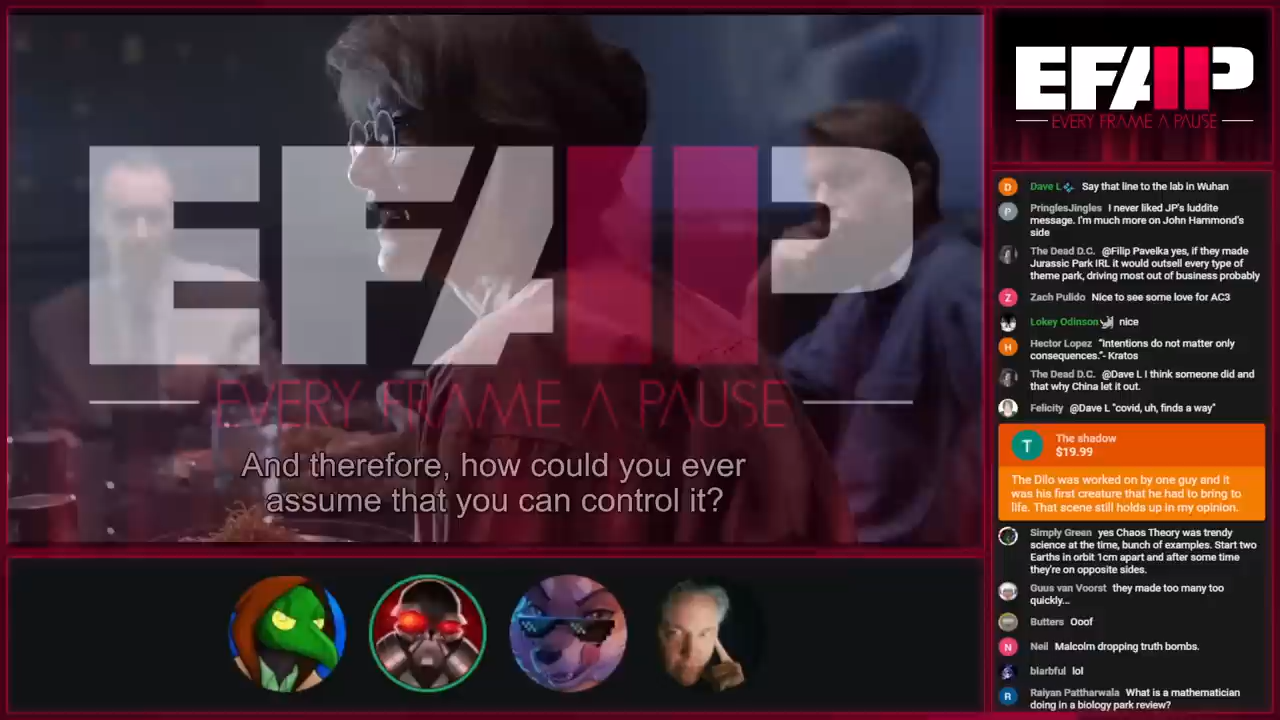 EFAP
EVERY FRAME A PAUSE
And therefore, how could you ever
assume that you can control it?
EFAP
EVERY FRAME A PAUSE
D Dave L Say that line to the lab in Wuhan
P PringlesJingles I never liked JP's luddite
message. I'm much more on John Hammond's
side
The Dead D.C. @Filip Pavelka yes, if they made
Jurassic Park IRL it would outsell every type of
theme park, driving most out of business probably
Z Zach Pulido Nice to see some love for AC3
Lokey Odinson nice
H Hector Lopez “Intentions do not matter only
consequences.”- Kratos
The Dead D.C. @Dave L I think someone did and
that why China let it out.
Felicity @Dave L "covid, uh, finds a way"
T The shadow
$19.99
The Dilo was worked on by one guy and it
was his first creature that he had to bring to
life. That scene still holds up in my opinion.
Simply Green yes Chaos Theory was trendy
science at the time, bunch of examples. Start two
Earths in orbit 1cm apart and after some time
they're on opposite sides.
Guus van Voorst they made too many too
quickly...
Butters Ooof
N Neil Malcolm dropping truth bombs.
blarbful lol
R Raiyan Pattharwala What is a mathematician
doing in a biology park review?